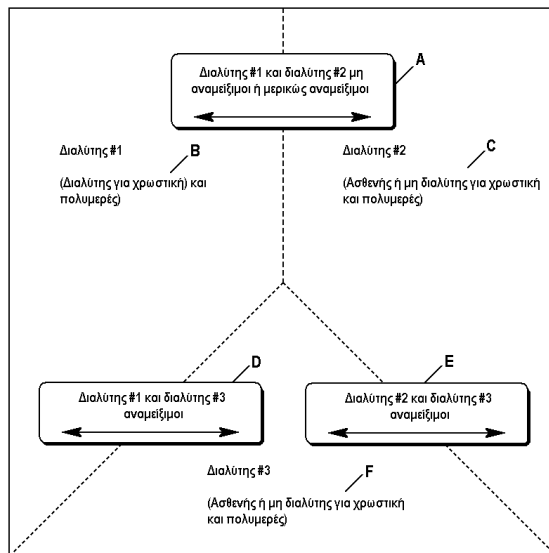 Διαλύτης #1 και διαλύτης #2 μη
αναμείξιμοι ή μερικώς αναμείξιμοι
A
Διαλύτης #1
B
(Διαλύτης για χρωστική) και
πολυμερές)
Διαλύτης #2
C
(Ασθενής ή μη διαλύτης για χρωστική
και πολυμερές)
Διαλύτης #1 και διαλύτης #3
αναμείξιμοι
D
Διαλύτης #2 και διαλύτης #3
αναμείξιμοι
E
Διαλύτης #3
F
(Ασθενής ή μη διαλύτης για χρωστική
και πολυμερές)